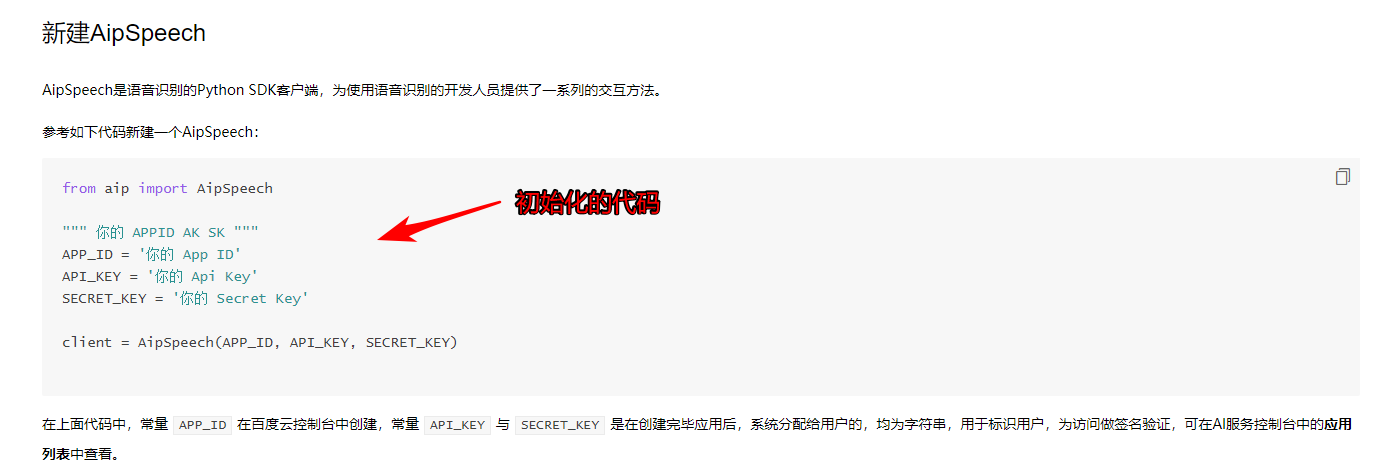 新建AipSpeech
AipSpeech是语音识别的Python SDK客户端，为使用语音识别的开发人员提供了一系列的交互方法。
参考如下代码新建一个AipSpeech：
from aip import AipSpeech
初始化的代码
""" 你的 APPID AK SK """
APP_ID = '你的 App ID'
API_KEY = '你的 Api Key'
SECRET_KEY = '你的 Secret Key'
client = AipSpeech(APP_ID, API_KEY, SECRET_KEY)
在上面代码中，常量 APP_ID 在百度云控制台中创建，常量 API_KEY 与 SECRET_KEY 是在创建完毕应用后，系统分配给用户的，均为字符串，用于标识用户，为访问做签名验证，可在AI服务控制台中的应用
列表中查看。